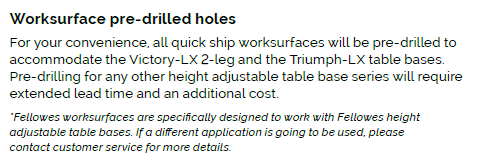 Worksurface pre-drilled holes
For your convenience, all quick ship worksurfaces will be pre-drilled to
accommodate the Victory-LX 2-leg and the Triumph-LX table bases.
Pre-drilling for any other height adjustable table base series will require
extended lead time and an additional cost.
*Fellowes worksurfaces are specifically designed to work with Fellowes height
adjustable table bases. If a different application is going to be used, please
contact customer service for more details.